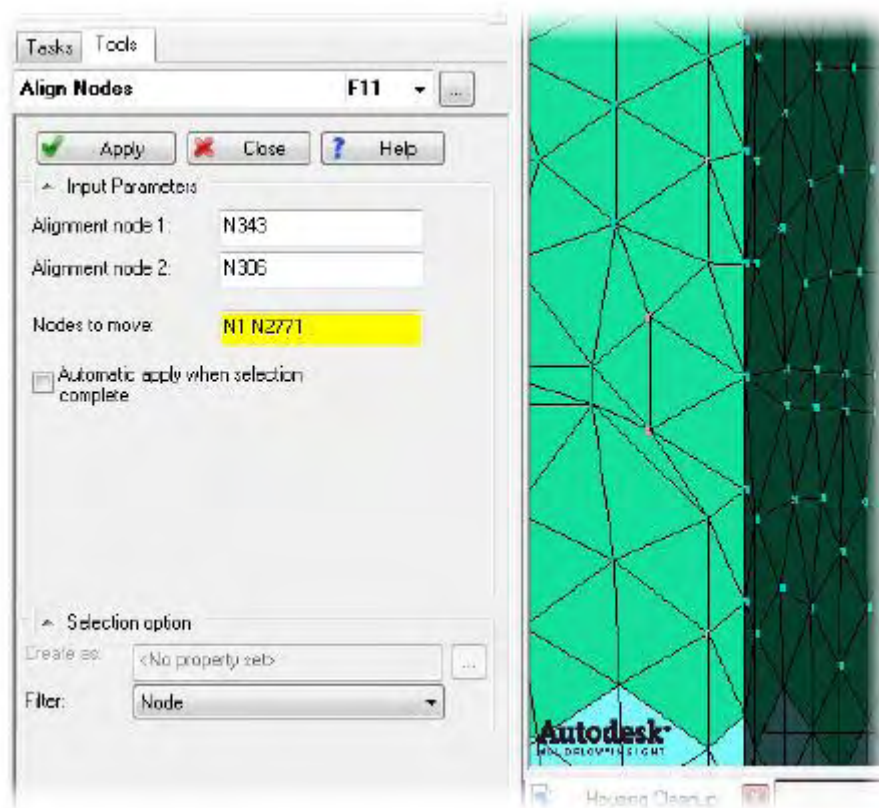 Tasks Tools
Align Nodes F11 ...
Apply Close ? Help
Input Parameters
Alignment node 1: N343
Alignment node 2: N306
Nodes to move: N1 N2771
Automatic apply when selection
complete
Selection option
Create as: <No property set> ...
Filter: Node
Autodesk®
MOLDFLOW® INSIGHT
Housing Cleanup